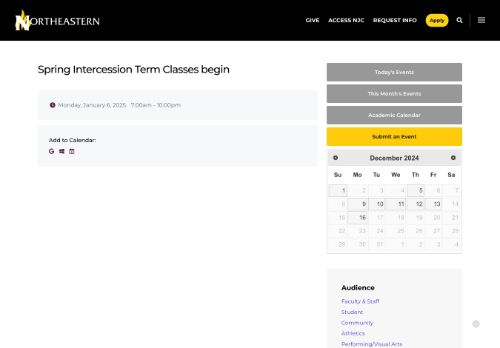 NORTHEASTERN
GIVE ACCESS NJC REQUEST INFO Apply
Spring Intercession Term Classes begin
Monday, January 6, 2025 7:00am - 10:00pm
Add to Calendar:
Today's Events
This Month's Events
Academic Calendar
Submit an Event
December 2024
Su Mo Tu We Th Fr Sa
1 2 3 4 5 6 7
8 9 10 11 12 13 14
15 16 17 18 19 20 21
22 23 24 25 26 27 28
29 30 31 1 2 3 4
Audience
Faculty & Staff
Student
Community
Athletics
Performing/Visual Arts